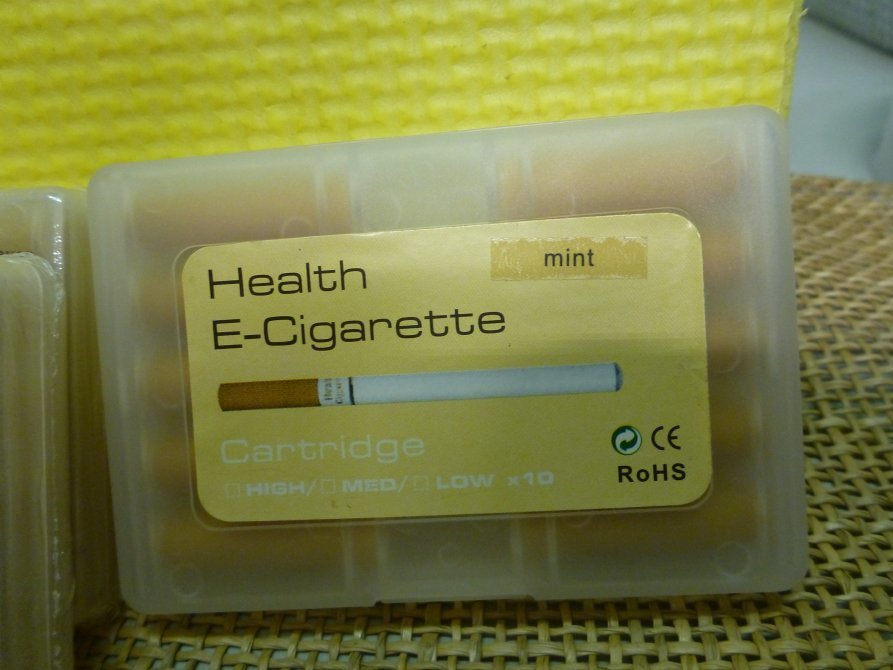 Health
E-Cigarette
mint
Cartridge
□ HIGH/□ MED/□ LOW x10
CE
RoHS